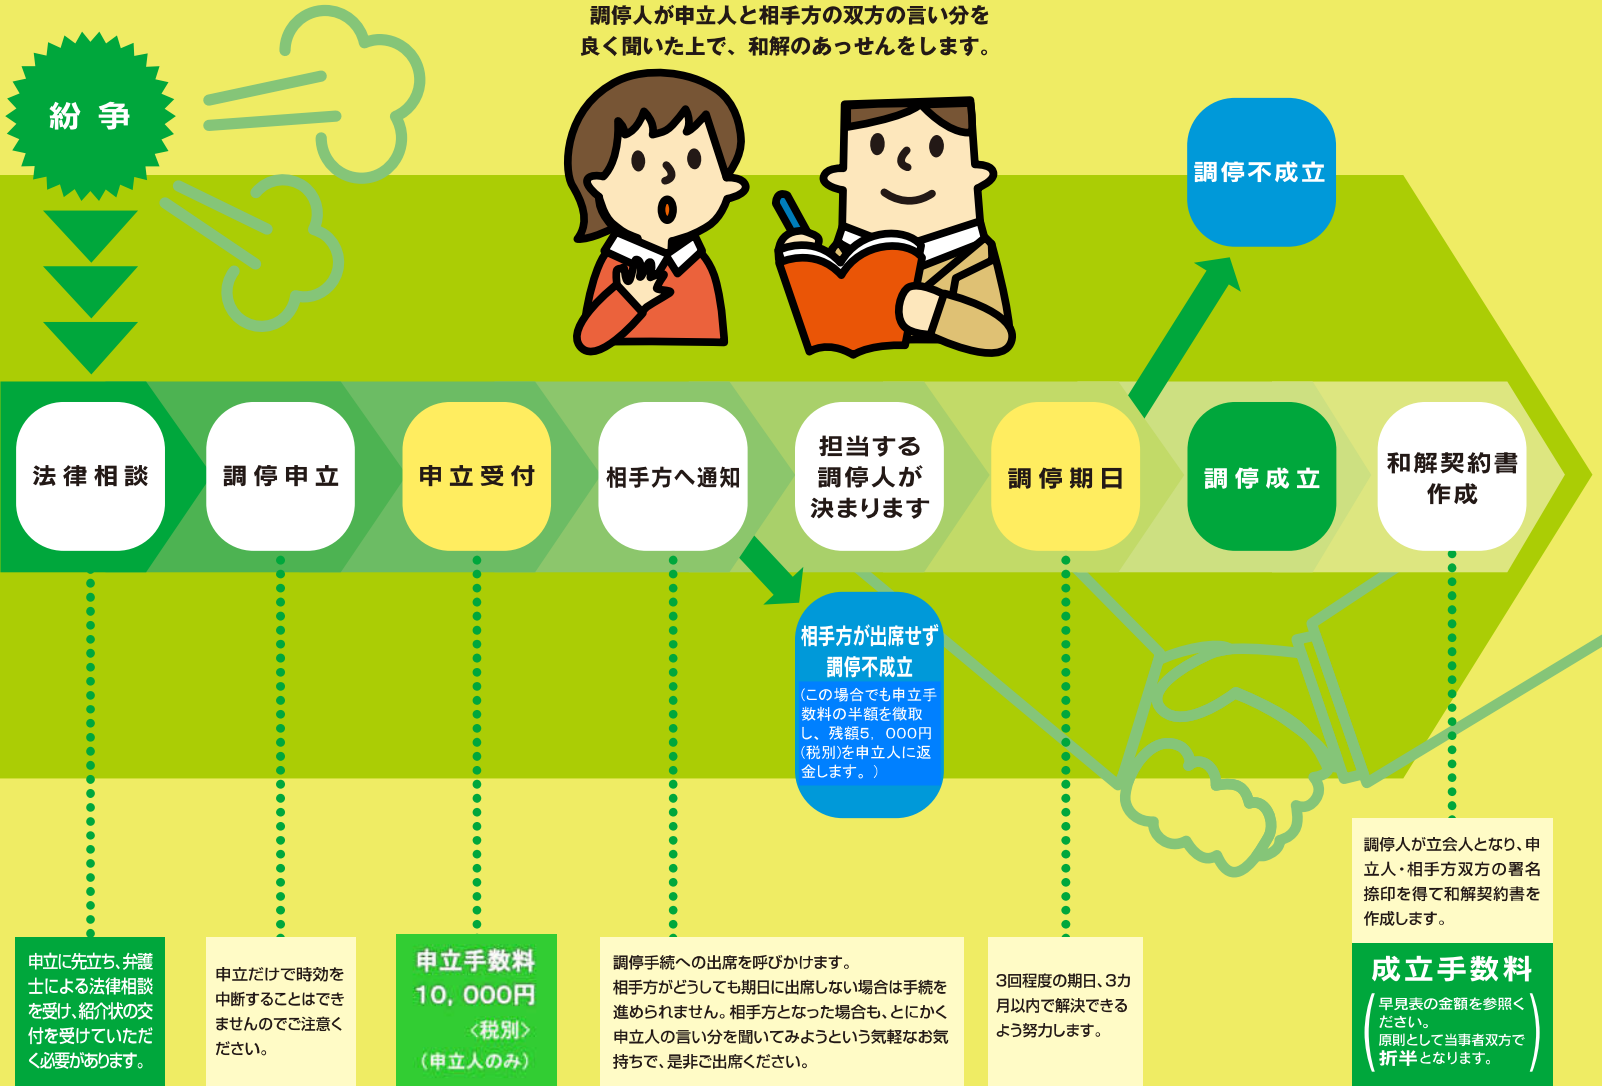 調停人が申立人と相手方の双方の言い分を
良く聞いた上で、和解のあっせんをします。
紛争
調停不成立
法律相談
調停申立
申立受付
相手方へ通知
担当する
調停人が
決まります
調停期日
調停成立
和解契約書
作成
相手方が出席せず
調停不成立
(この場合でも申立手
数料の半額を徴取
し、残額5,000円
(税別)を申立人に返
金します。)
申立に先立ち、弁護
士による法律相談
を受け、紹介状の交
付を受けていただ
く必要があります。
申立だけで時効を
中断することはでき
ませんのでご注意く
ださい。
申立手数料
10,000円
<税別>
(申立人のみ)
調停手続への出席を呼びかけます。
相手方がどうしても期日に出席しない場合は手続を
進められません。相手方となった場合も、とにかく
申立人の言い分を聞いてみようという気軽なお気
持ちで、是非ご出席ください。
3回程度の期日、3カ
月以内で解決できる
よう努力します。
調停人が立会人となり、申
立人・相手方双方の署名
捺印を得て和解契約書を
作成します。
成立手数料
(早見表の金額を参照く
ださい。
原則として当事者双方で
折半となります。)